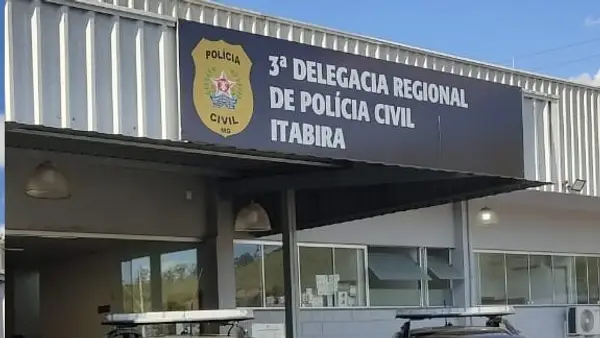 POLÍCIA
CIVIL
MG
3ª DELEGACIA REGIONAL
DE POLÍCIA CIVIL
ITABIRA